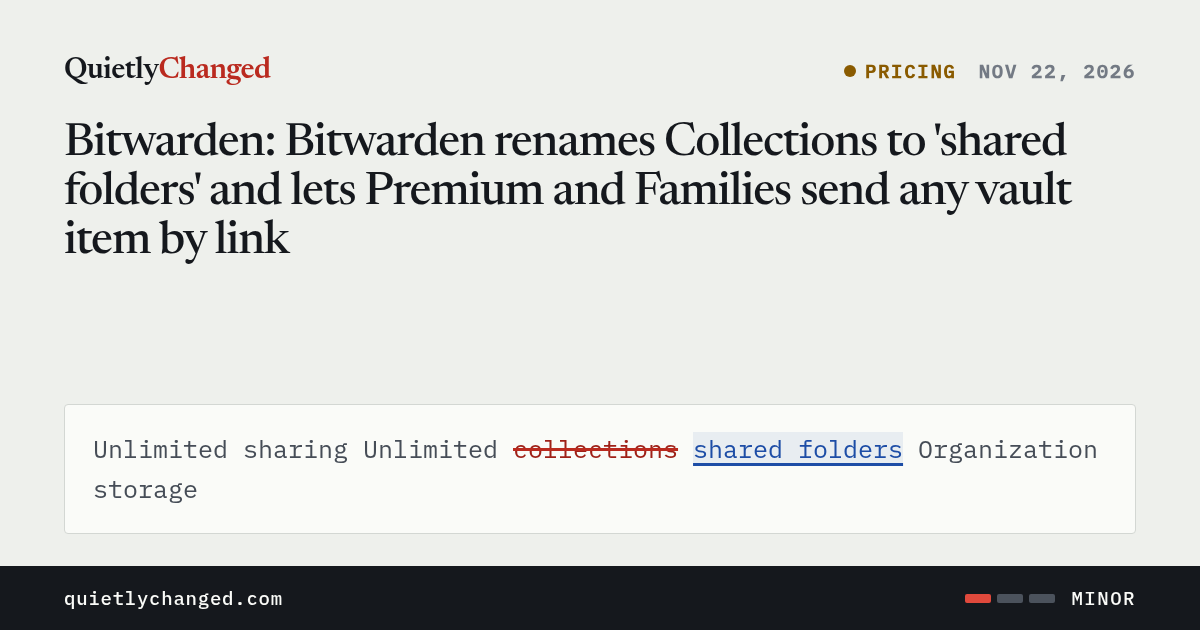 QuietlyChanged
PRICING NOV 22, 2026
Bitwarden: Bitwarden renames Collections to 'shared
folders' and lets Premium and Families send any vault
item by link
Unlimited sharing Unlimited collections shared folders Organization
storage
quietlychanged.com
MINOR